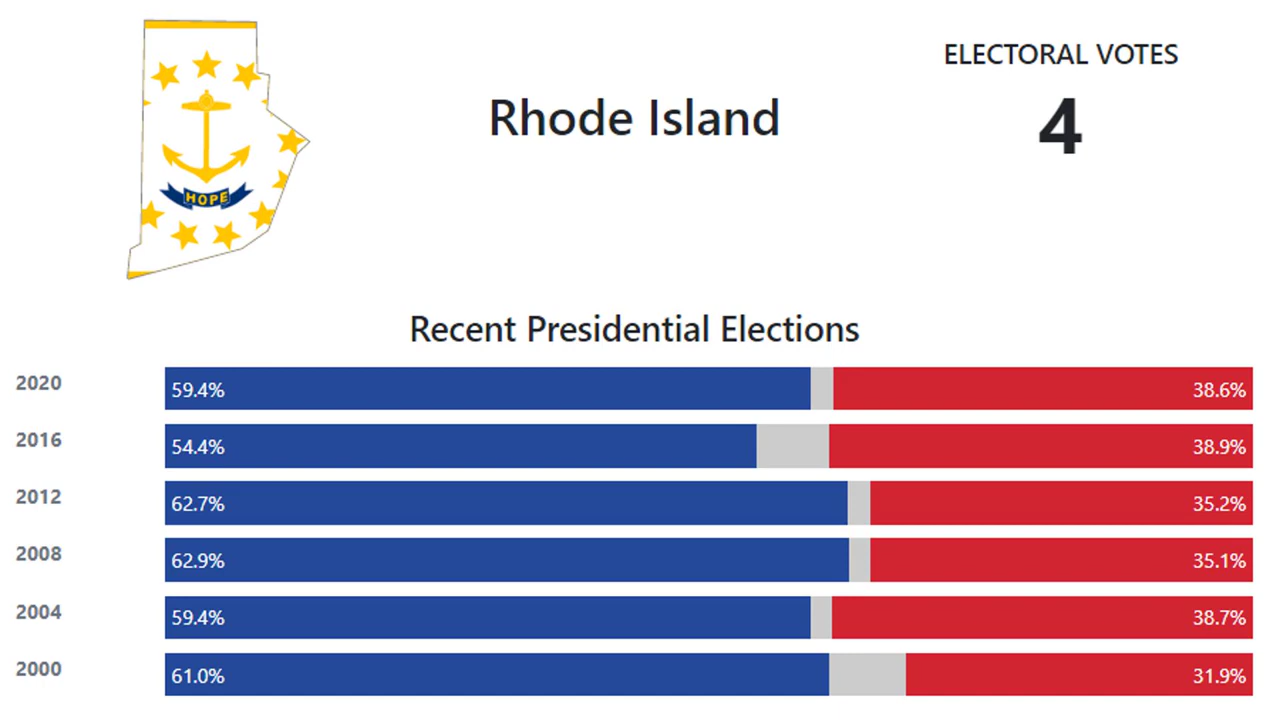 ELECTORAL VOTES
Rhode Island
4
HOPE
Recent Presidential Elections
2020 59.4% 38.6%
2016 54.4% 38.9%
2012 62.7% 35.2%
2008 62.9% 35.1%
2004 59.4% 38.7%
2000 61.0% 31.9%